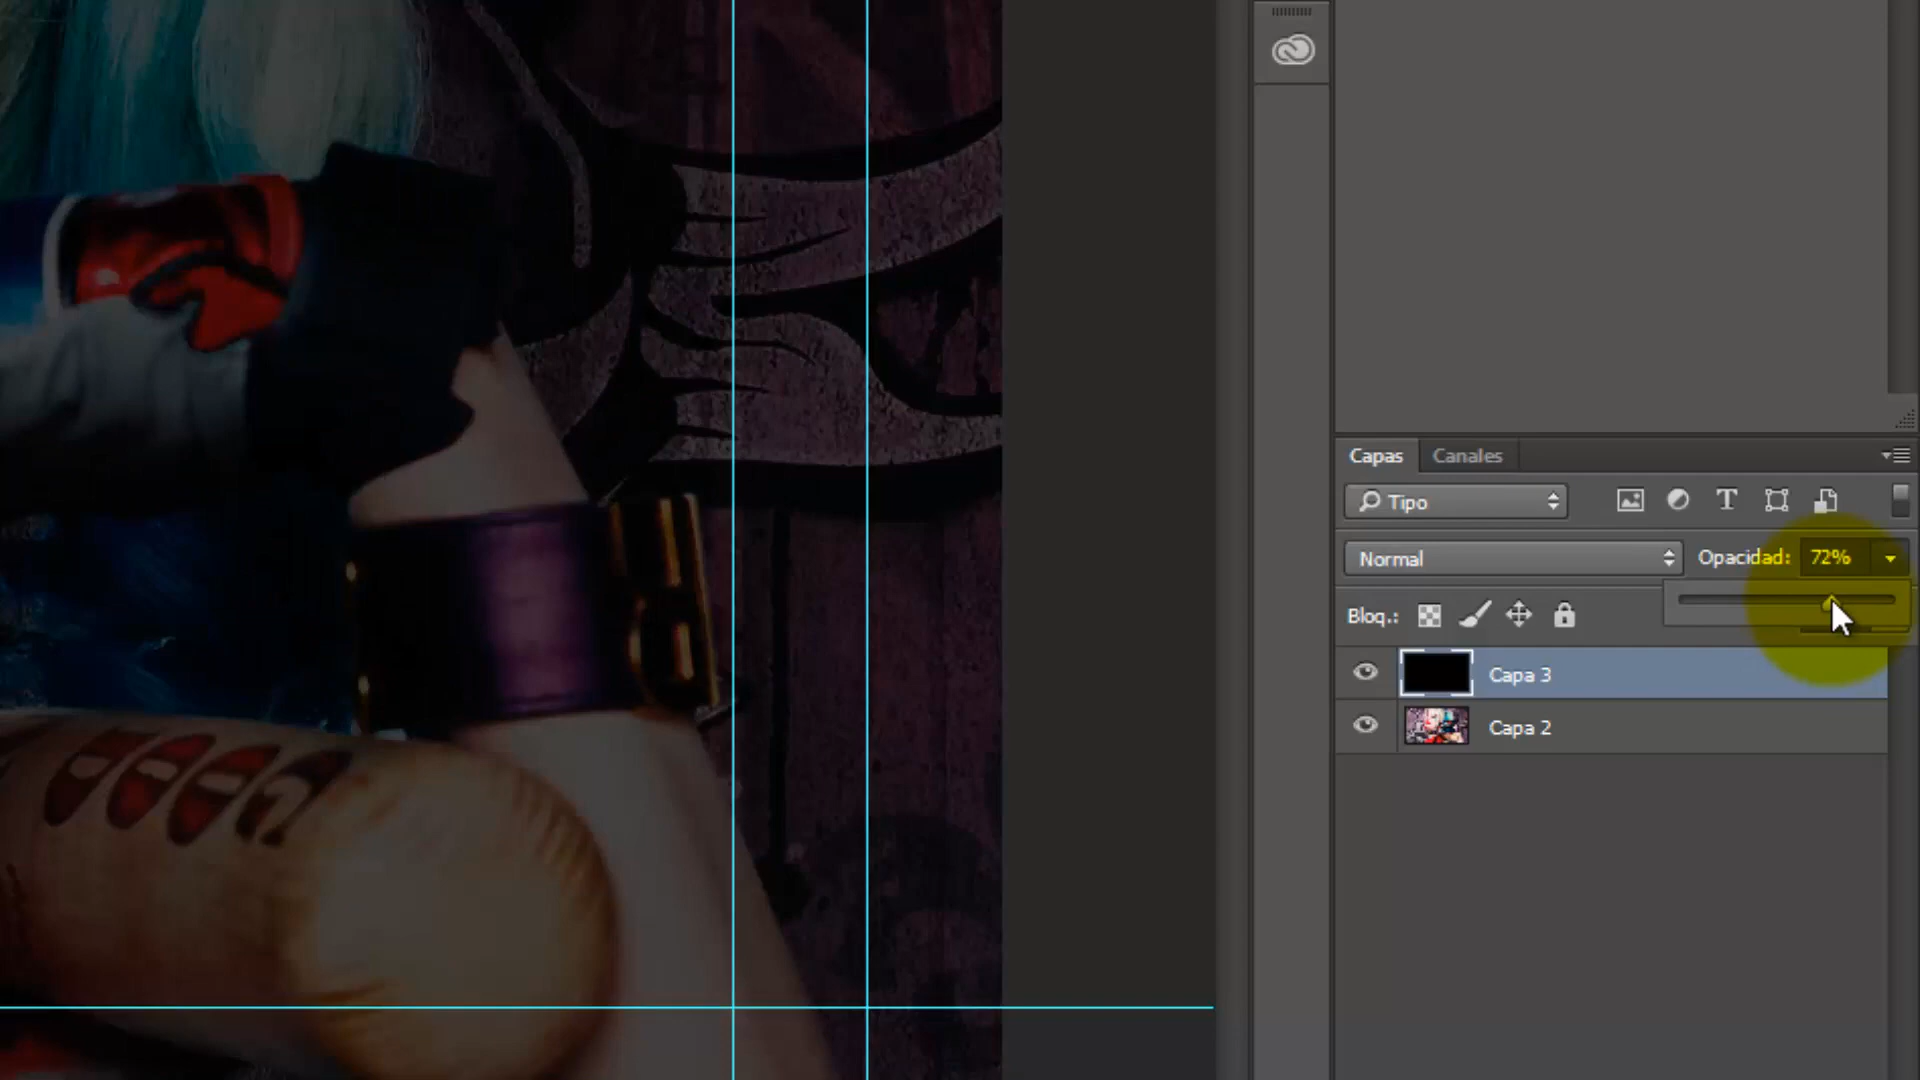 Capas Canales
Tipo
Normal Opacidad: 72%
Bloq.:
Capa 3
Capa 2